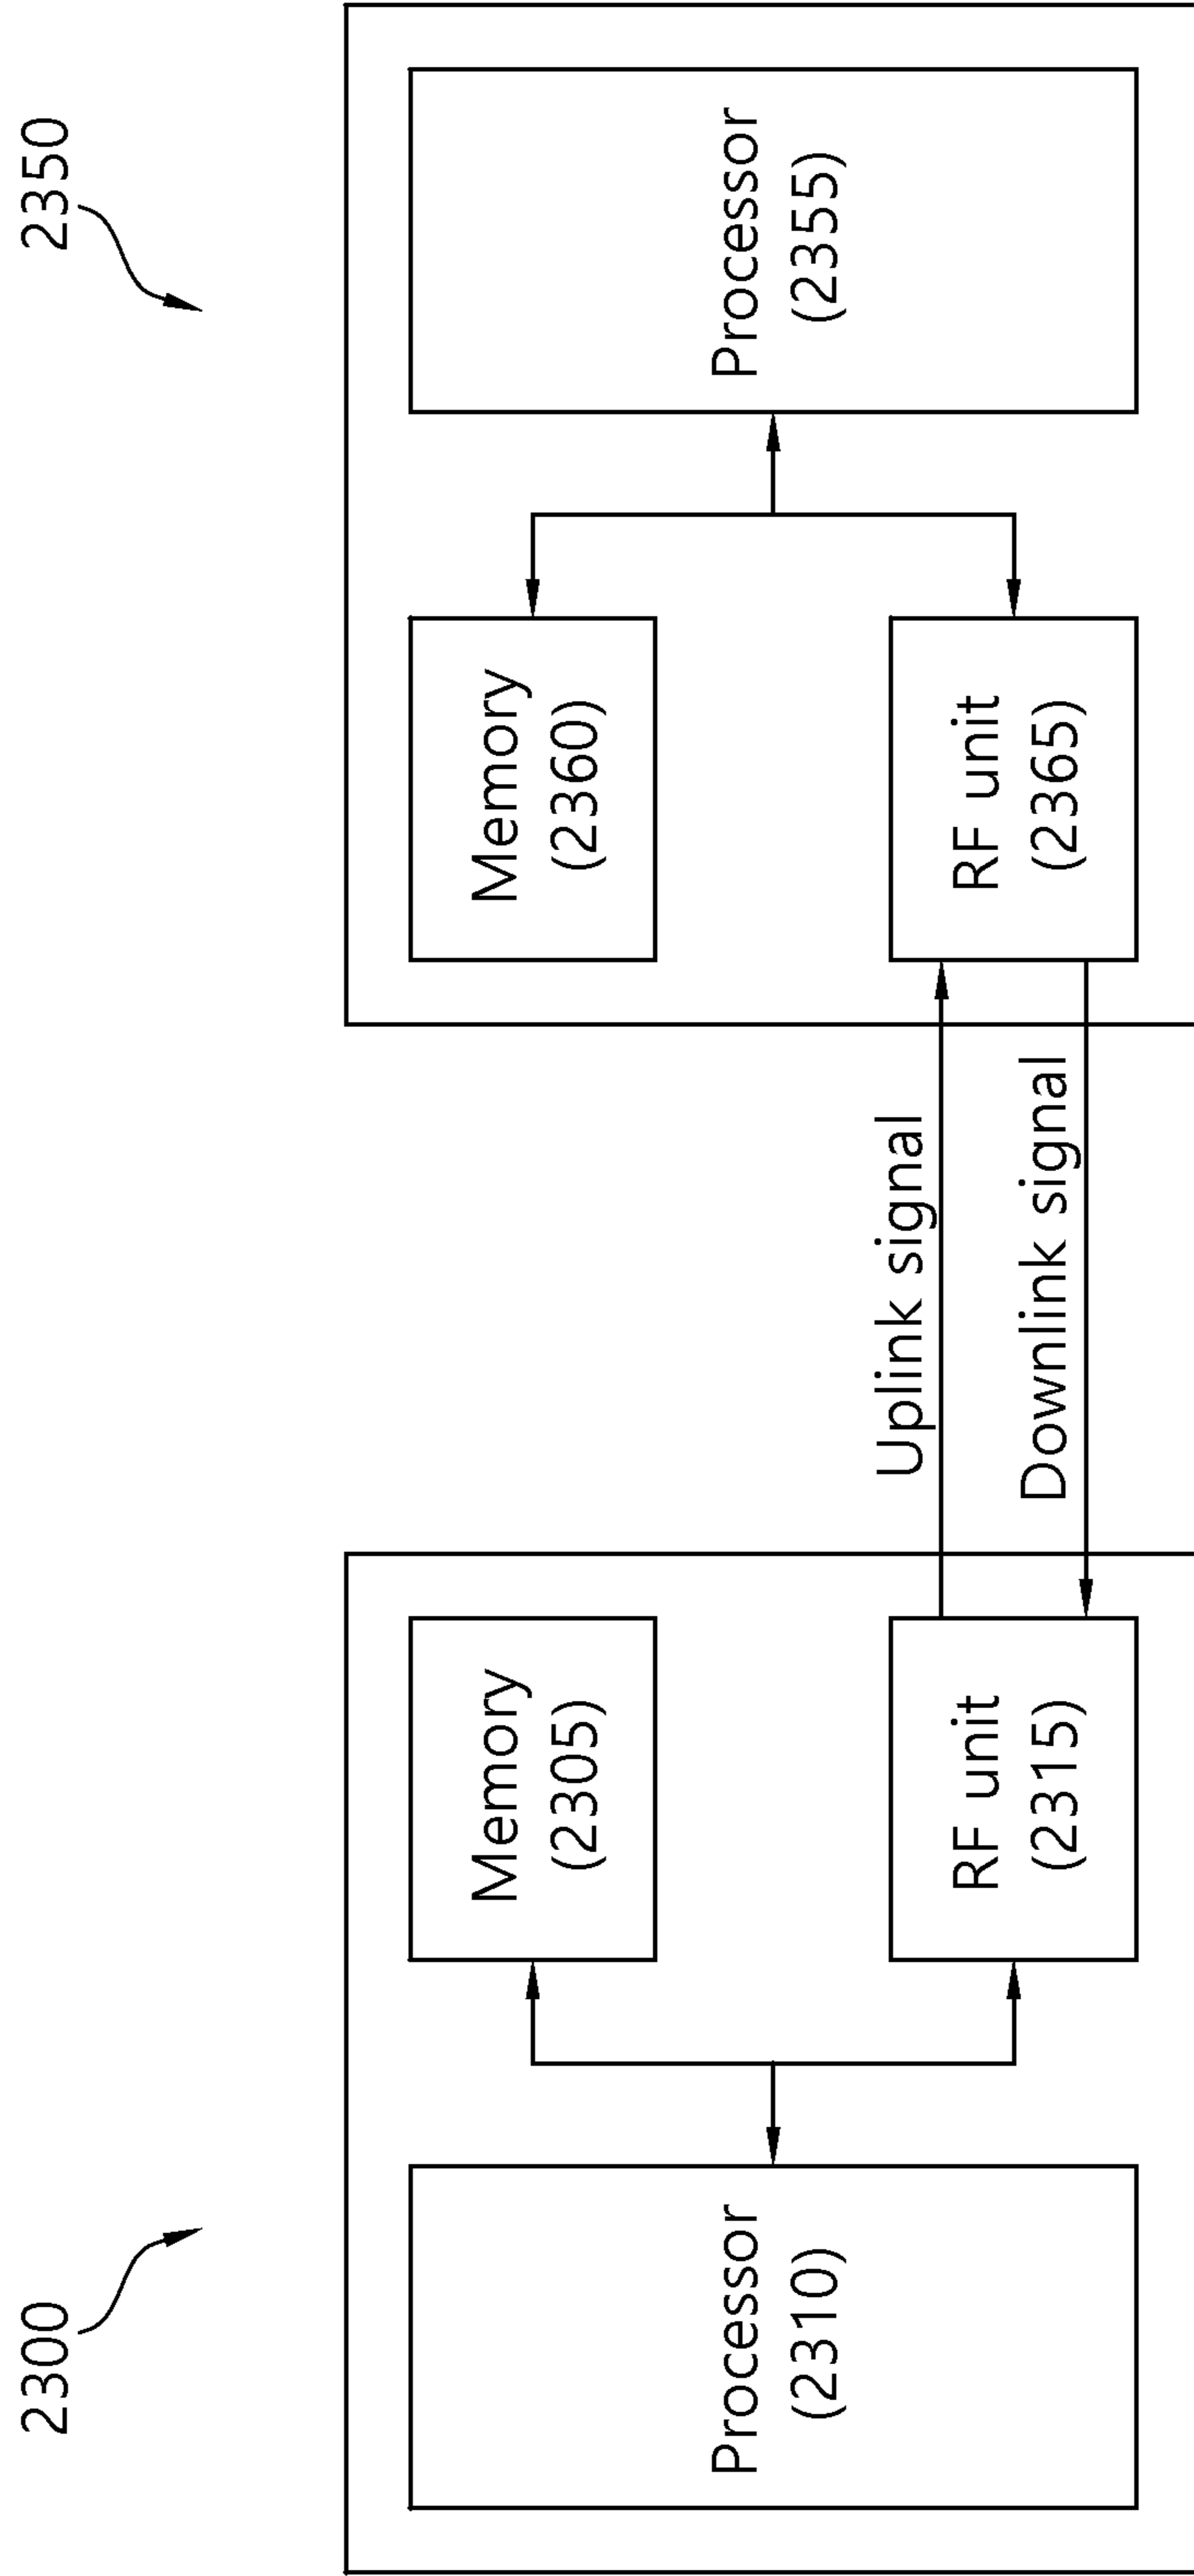 2300
2350
Processor
(2310)
Memory
(2305)
RF unit
(2315)
Uplink signal
Downlink signal
Memory
(2360)
RF unit
(2365)
Processor
(2355)